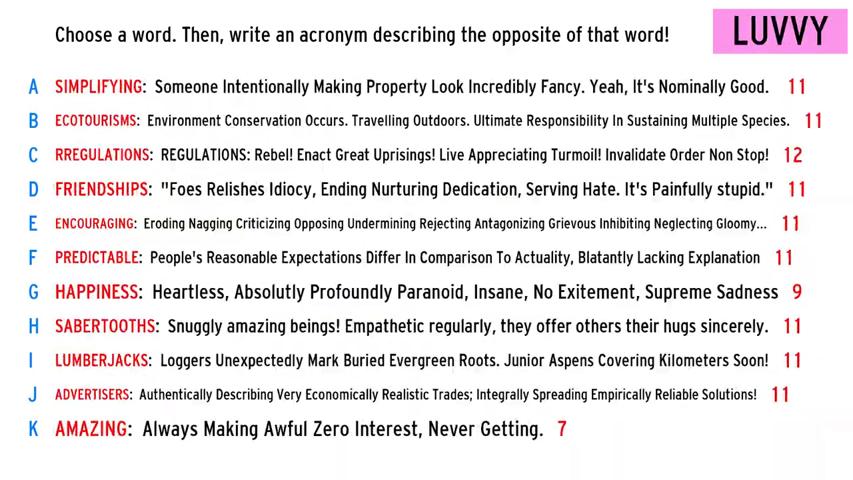 Choose a word. Then, write an acronym describing the opposite of that word!
LUVVY
A SIMPLIFYING: Someone Intentionally Making Property Look Incredibly Fancy. Yeah, It's Nominally Good. 11
B ECOTOURISMS: Environment Conservation Occurs. Travelling Outdoors. Ultimate Responsibility In Sustaining Multiple Species. 11
C RREGULATIONS: REGULATIONS: Rebel! Enact Great Uprisings! Live Appreciating Turmoil! Invalidate Order Non Stop! 12
D FRIENDSHIPS: "Foes Relishes Idiocy, Ending Nurturing Dedication, Serving Hate. It's Painfully stupid." 11
E ENCOURAGING: Eroding Nagging Criticizing Opposing Undermining Rejecting Antagonizing Grievous Inhibiting Neglecting Gloomy... 11
F PREDICTABLE: People's Reasonable Expectations Differ In Comparison To Actuality, Blatantly Lacking Explanation 11
G HAPPINESS: Heartless, Absolutly Profoundly Paranoid, Insane, No Exitement, Supreme Sadness 9
H SABERTOOTHS: Snuggly amazing beings! Empathetic regularly, they offer others their hugs sincerely. 11
I LUMBERJACKS: Loggers Unexpectedly Mark Buried Evergreen Roots. Junior Aspens Covering Kilometers Soon! 11
J ADVERTISERS: Authentically Describing Very Economically Realistic Trades; Integrally Spreading Empirically Reliable Solutions! 11
K AMAZING: Always Making Awful Zero Interest, Never Getting. 7